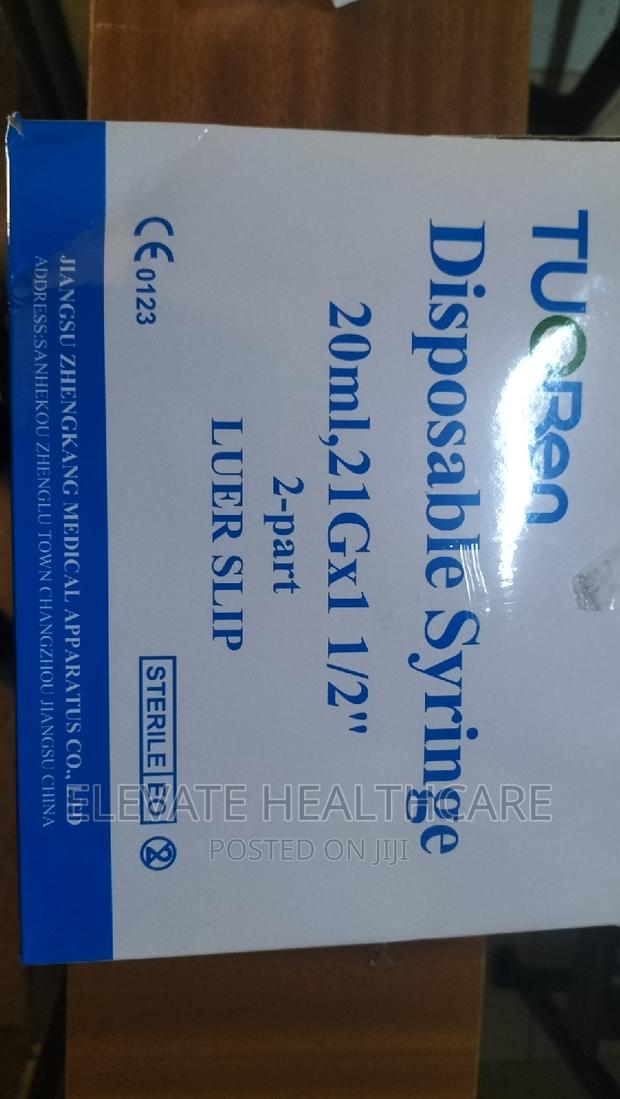 TUORen
Disposable Syringe
20ml,21Gx1 1/2"
2-part
LUER SLIP
CE 0123
STERILE EO
2
JIANGSU ZHENGKANG MEDICAL APPARATUS CO., LTD
ADDRESS:SANHEKOU ZHENGLU TOWN CHANGZHOU JIANGSU CHINA
ELEVATE HEALTHCARE
POSTED ON JIJI